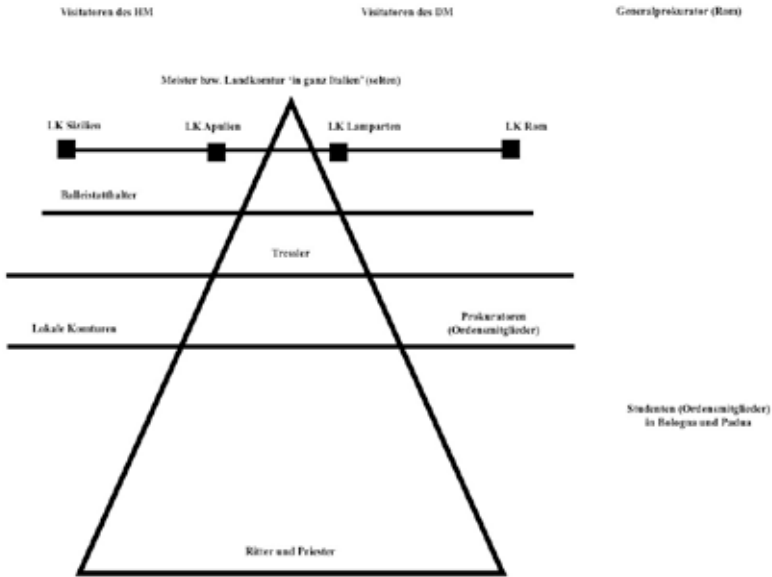 Visitatoren des HM
Visitatoren des DM
Generalprokurator (Rom)
Meister bzw. Landkomtur 'in ganz Italien' (selten)
LK Sizilien
LK Apulien
LK Lamparten
LK Rom
Balleistatthalter
Tressler
Lokale Komturen
Prokuratoren
(Ordensmitglieder)
Studenten (Ordensmitglieder)
in Bologna und Padua
Ritter und Priester